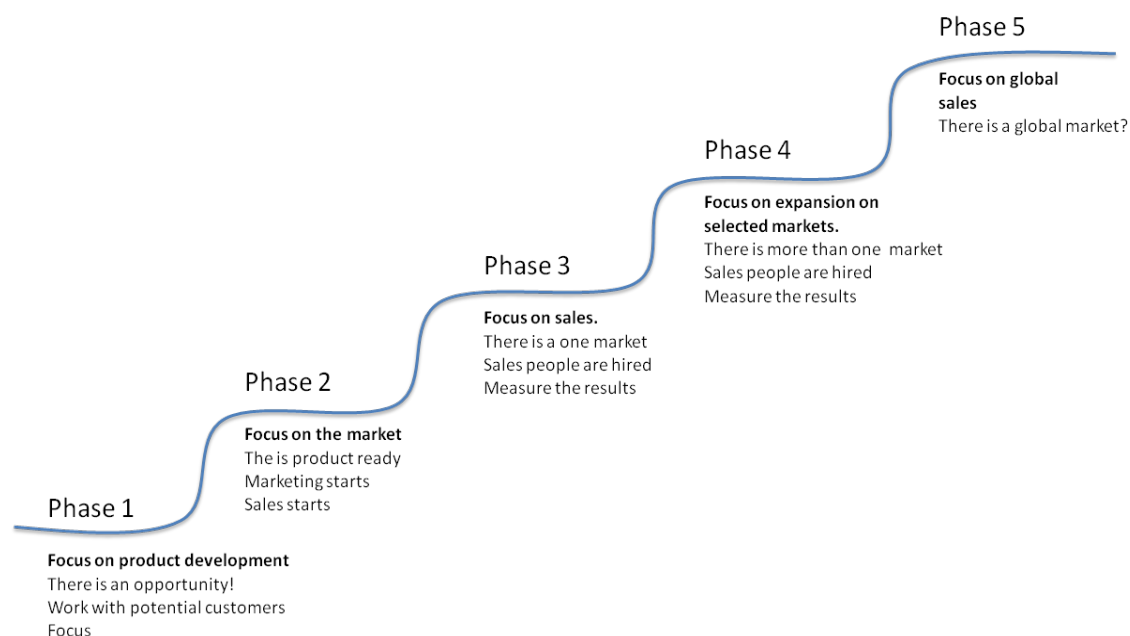 Phase 1
Focus on product development
There is an opportunity!
Work with potential customers
Focus
Phase 2
Focus on the market
The is product ready
Marketing starts
Sales starts
Phase 3
Focus on sales.
There is a one market
Sales people are hired
Measure the results
Phase 4
Focus on expansion on
selected markets.
There is more than one market
Sales people are hired
Measure the results
Phase 5
Focus on global
sales
There is a global market?